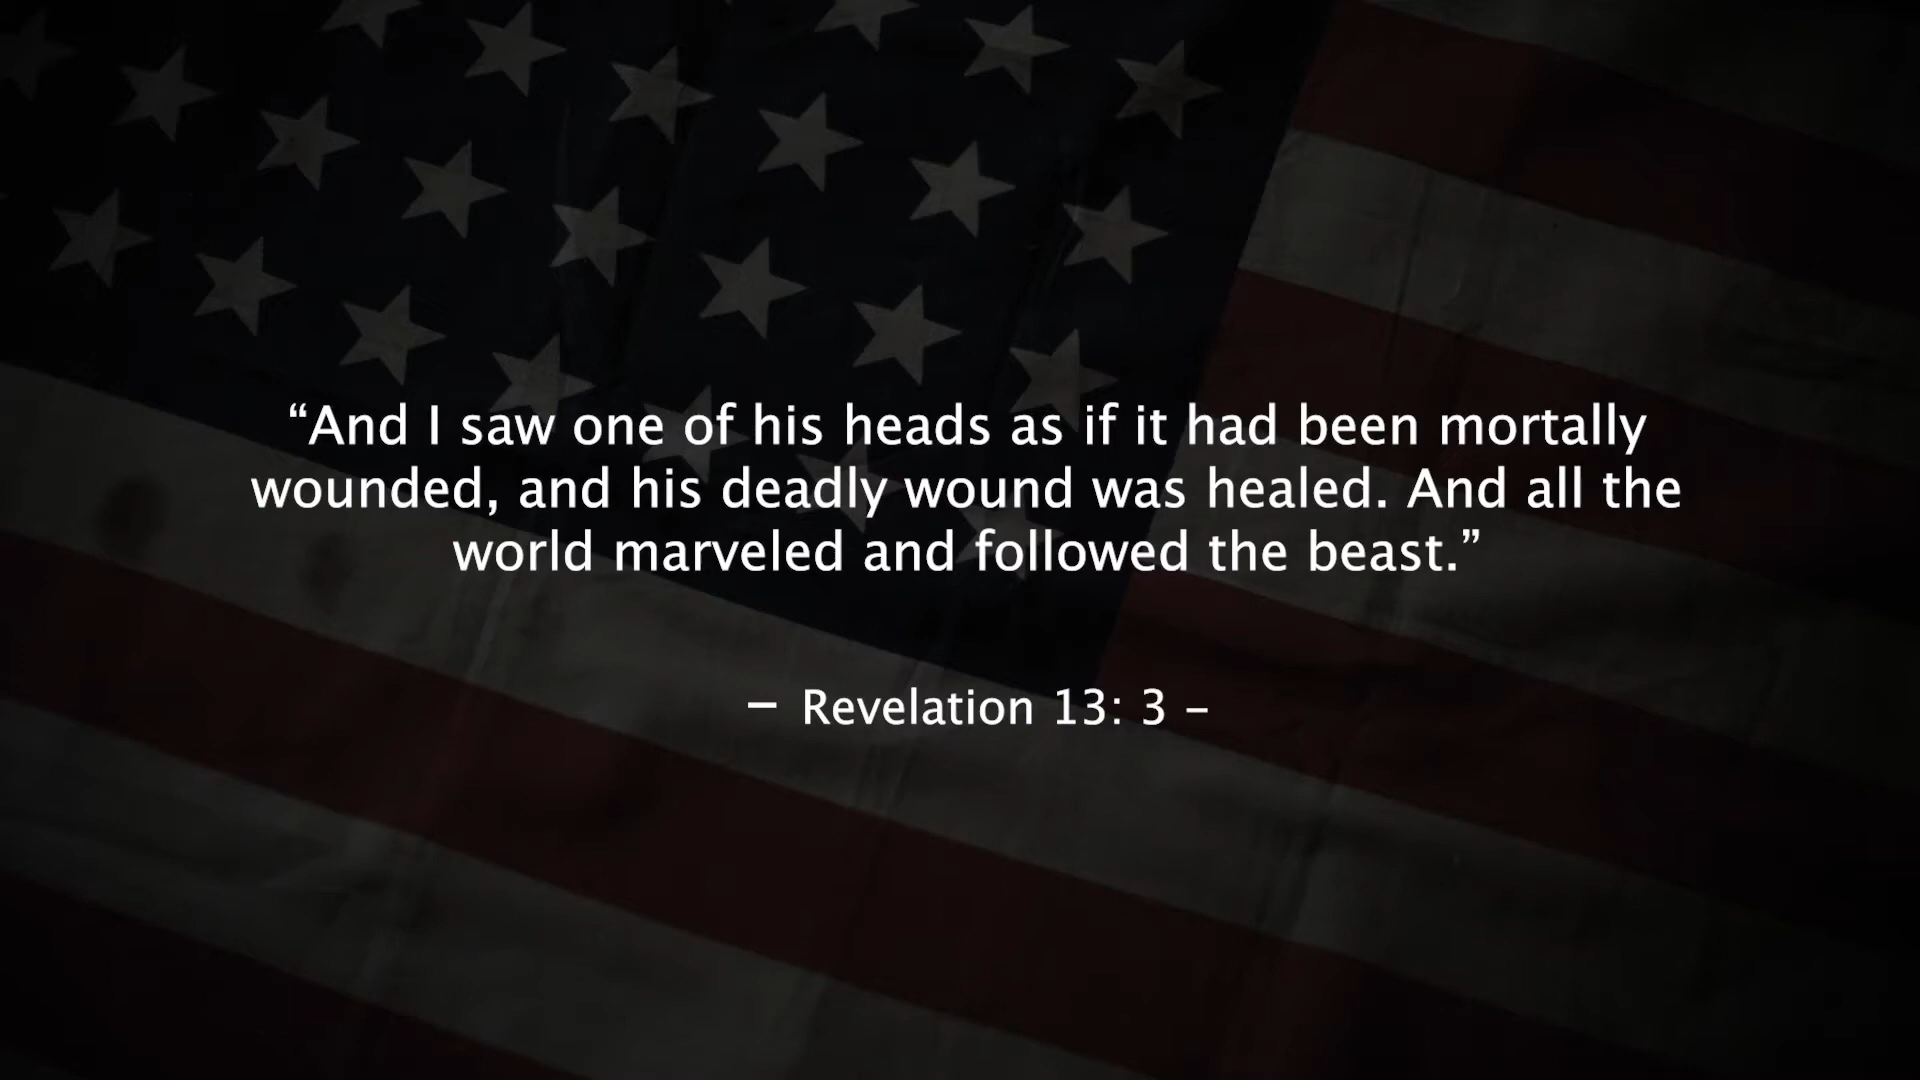 “And I saw one of his heads as if it had been mortally
wounded, and his deadly wound was healed. And all the
world marveled and followed the beast.”
– Revelation 13: 3 –